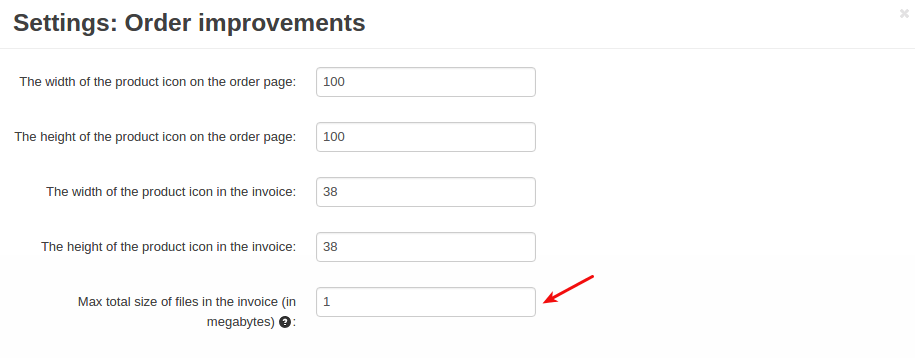 Settings: Order improvements
×
The width of the product icon on the order page: 100
The height of the product icon on the order page: 100
The width of the product icon in the invoice: 38
The height of the product icon in the invoice: 38
Max total size of files in the invoice (in 1
megabytes) ?: